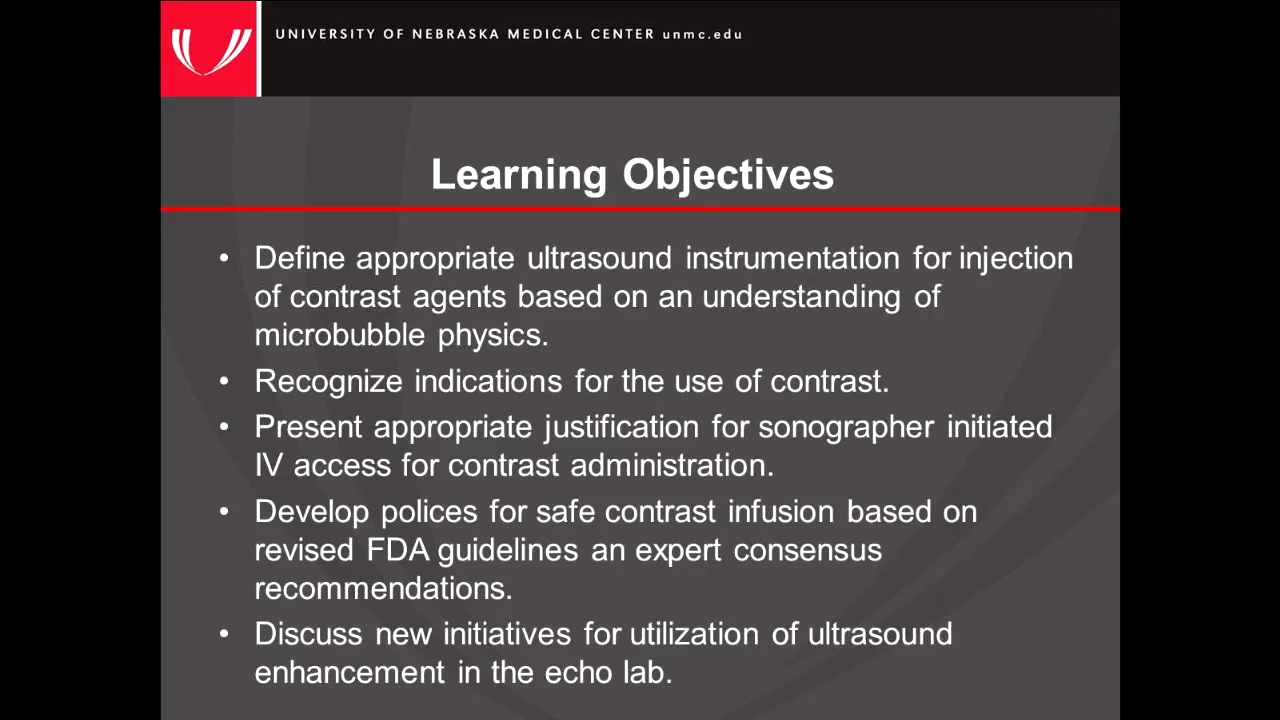 UNIVERSITY OF NEBRASKA MEDICAL CENTER unmc.edu
Learning Objectives
• Define appropriate ultrasound instrumentation for injection
of contrast agents based on an understanding of
microbubble physics.
• Recognize indications for the use of contrast.
• Present appropriate justification for sonographer initiated
IV access for contrast administration.
• Develop polices for safe contrast infusion based on
revised FDA guidelines an expert consensus
recommendations.
• Discuss new initiatives for utilization of ultrasound
enhancement in the echo lab.